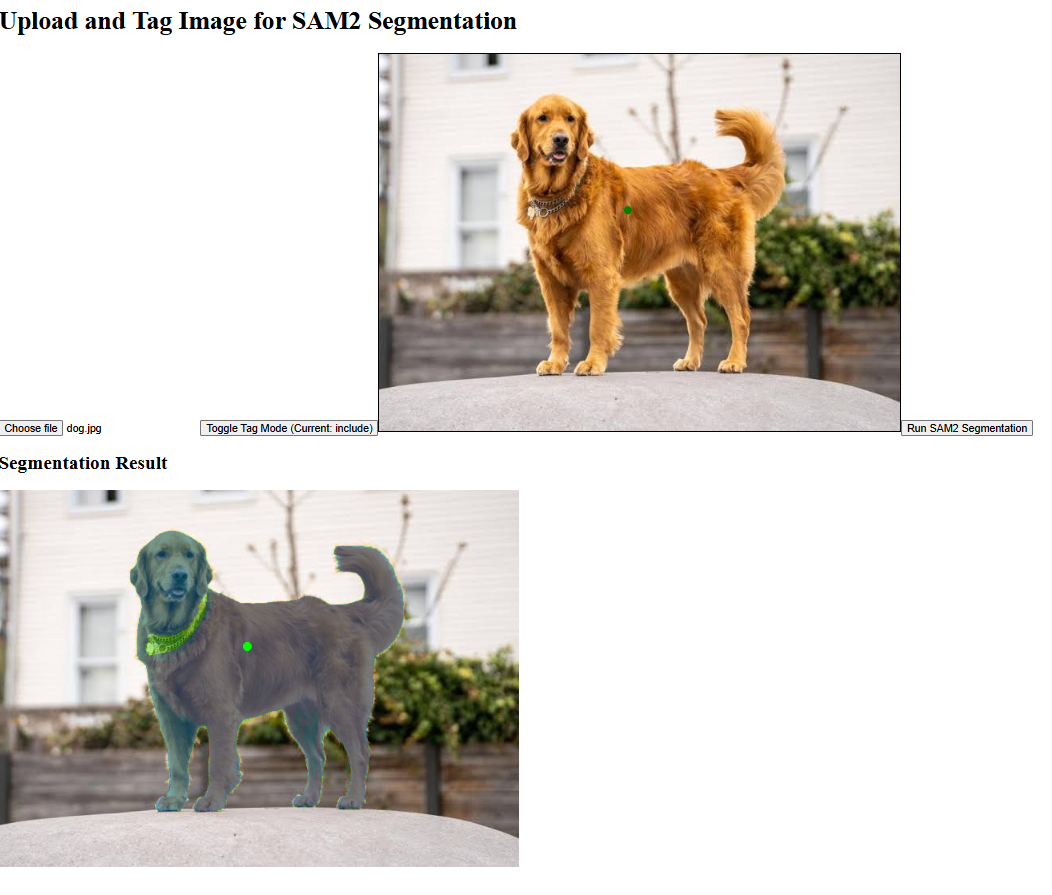 Upload and Tag Image for SAM2 Segmentation
Choose file dog.jpg
Toggle Tag Mode (Current: include)
Run SAM2 Segmentation
Segmentation Result